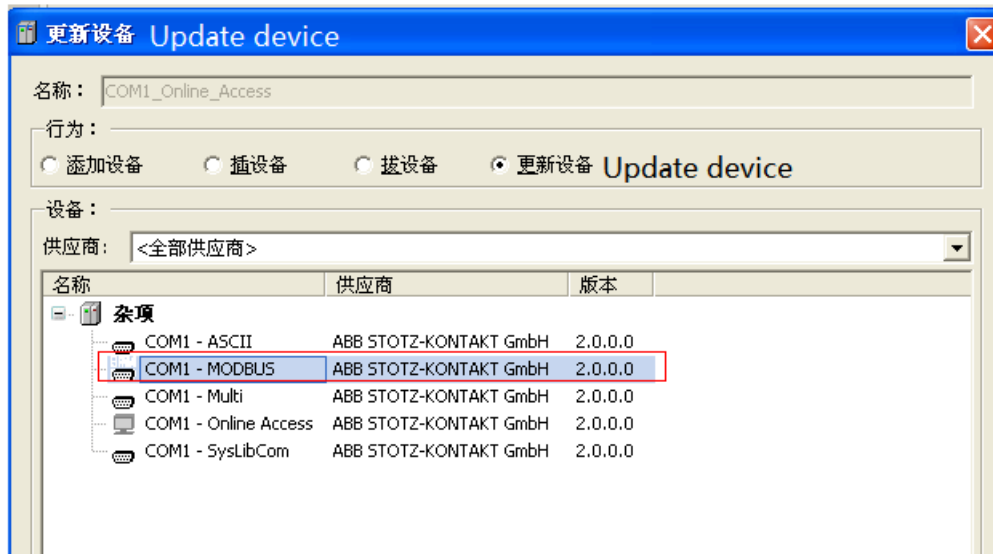 更新设备 Update device
名称： COM1_Online_Access
行为：
添加设备 插设备 拔设备 更新设备 Update device
设备：
供应商: <全部供应商>
名称 供应商 版本
杂项
COM1 - ASCII ABB STOTZ-KONTAKT GmbH 2.0.0.0
COM1 - MODBUS ABB STOTZ-KONTAKT GmbH 2.0.0.0
COM1 - Multi ABB STOTZ-KONTAKT GmbH 2.0.0.0
COM1 - Online Access ABB STOTZ-KONTAKT GmbH 2.0.0.0
COM1 - SysLibCom ABB STOTZ-KONTAKT GmbH 2.0.0.0